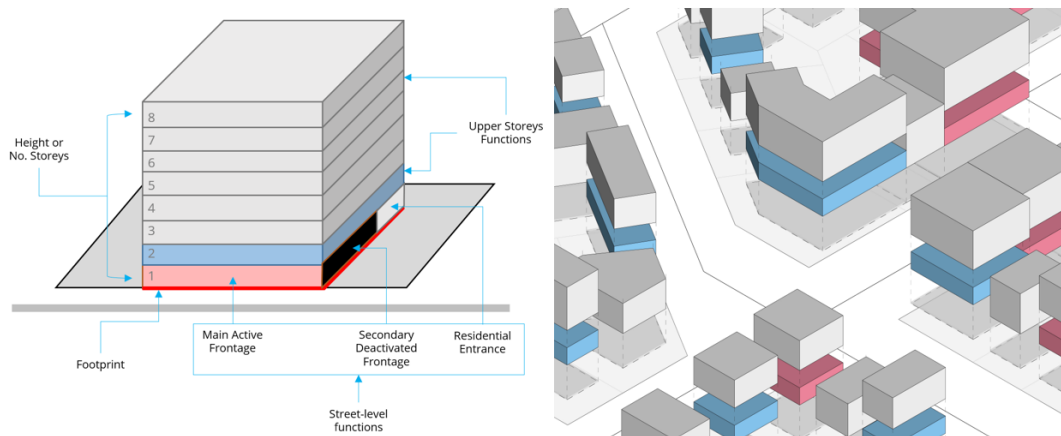 8
7
6
5
4
3
2
1
Height or
No. Storeys
Upper Storeys
Functions
Main Active
Frontage
Secondary
Deactivated
Frontage
Residential
Entrance
Footprint
Street-level
functions